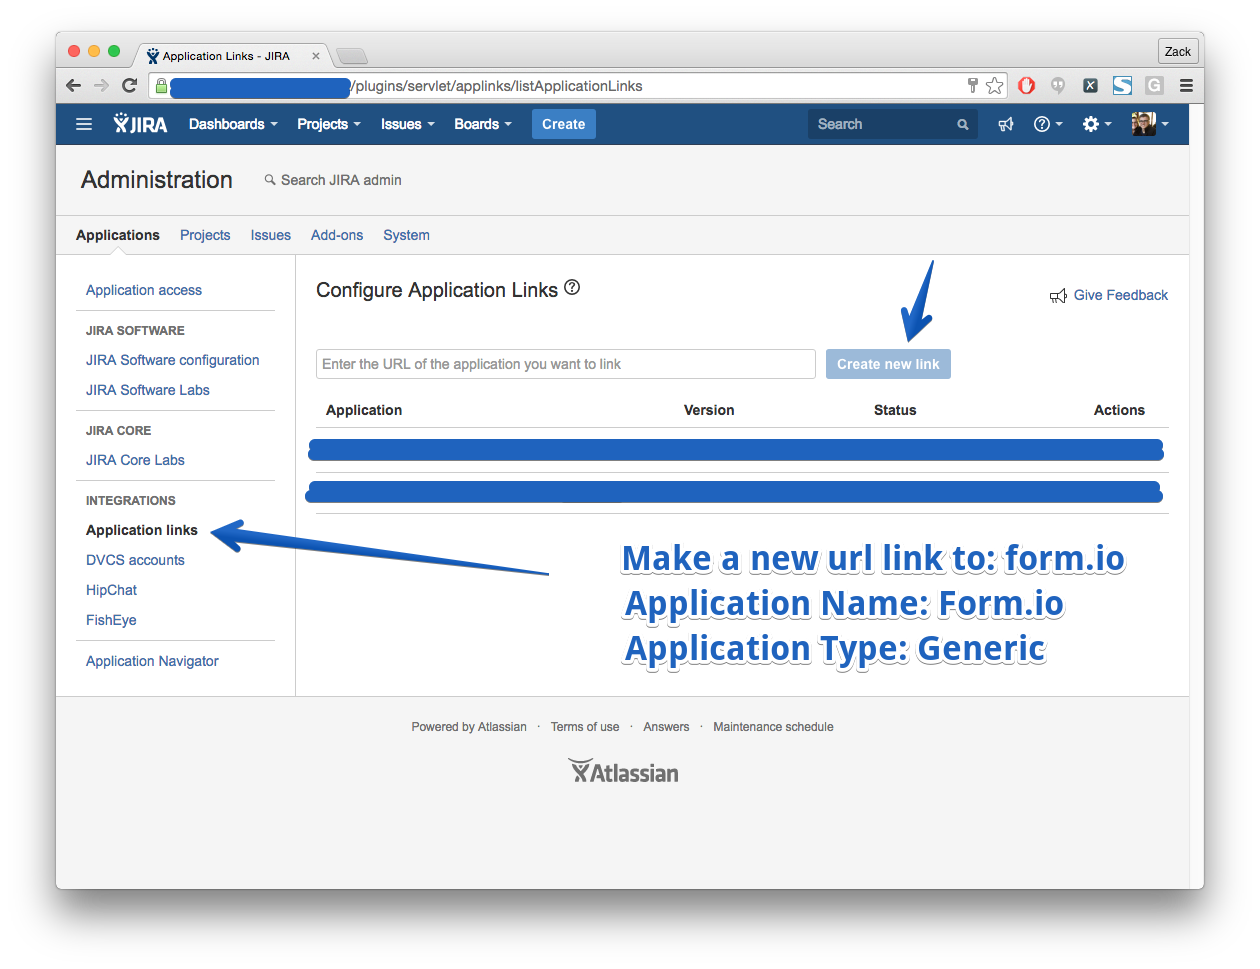 Application Links - JIRA
Zack
/plugins/servlet/applinks/listApplicationLinks
JIRA Dashboards Projects Issues Boards Create Search
Administration Search JIRA admin
Applications Projects Issues Add-ons System
Application access
JIRA SOFTWARE
JIRA Software configuration
JIRA Software Labs
JIRA CORE
JIRA Core Labs
INTEGRATIONS
Application links
DVCS accounts
HipChat
FishEye
Application Navigator
Configure Application Links ?
Give Feedback
Enter the URL of the application you want to link Create new link
Application Version Status Actions
Make a new url link to: form.io
Application Name: Form.io
Application Type: Generic
Powered by Atlassian · Terms of use · Answers · Maintenance schedule
Atlassian